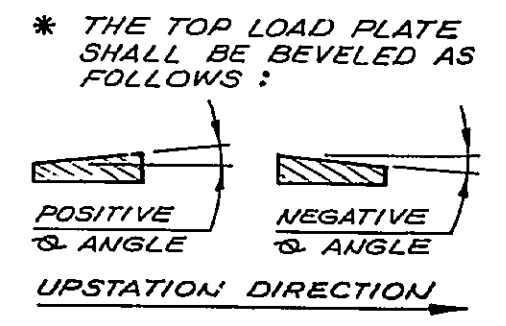 * THE TOP LOAD PLATE
SHALL BE BEVELED AS
FOLLOWS :
POSITIVE
θ ANGLE
NEGATIVE
θ ANGLE
UPSTATION DIRECTION